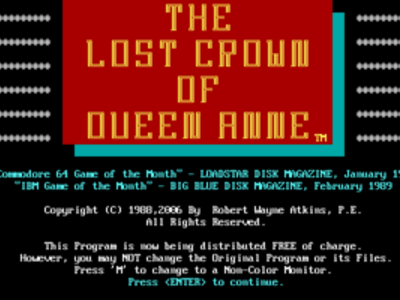 THE
LOST CROWN
OF
QUEEN ANNE™
Commodore 64 Game of the Month" - LOADSTAR DISK MAGAZINE, January 19
"IBM Game of the Month" - BIG BLUE DISK MAGAZINE, February 1989
Copyright (C) 1988,2006 By Robert Wayne Atkins, P.E.
All Rights Reserved.
This Program is now being distributed FREE of charge.
However, you may NOT change the Original Program or its Files.
Press 'M' to change to a Non-Color Monitor.
Press <ENTER> to continue.